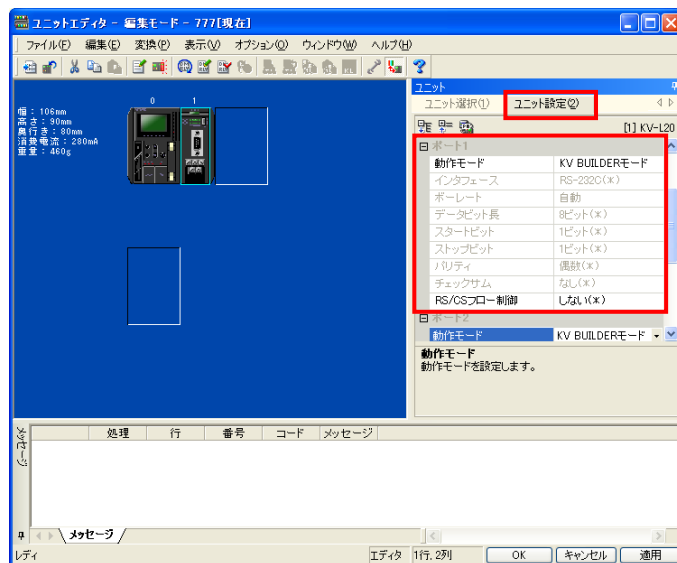 ユニットエディタ - 編集モード - 777[現在]
ファイル(F) 編集(E) 変換(P) 表示(V) オプション(O) ウィンドウ(W) ヘルプ(H)
幅：106mm
高さ：90mm
奥行き：80mm
消費電流：280mA
重量：460g
0 1
ユニット
ユニット選択(1) ユニット設定(2)
[1] KV-L20
ポート1
動作モード KV BUILDERモード
インタフェース RS-232C(*)
ボーレート 自動
データビット長 8ビット(*)
スタートビット 1ビット(*)
ストップビット 1ビット(*)
パリティ 偶数(*)
チェックサム なし(*)
RS/CSフロー制御 しない(*)
ポート2
動作モード KV BUILDERモード
動作モード
動作モードを設定します。
メッセージ
処理 行 番号 コード メッセージ
メッセージ
レディ エディタ 1行, 2列 OK キャンセル 適用